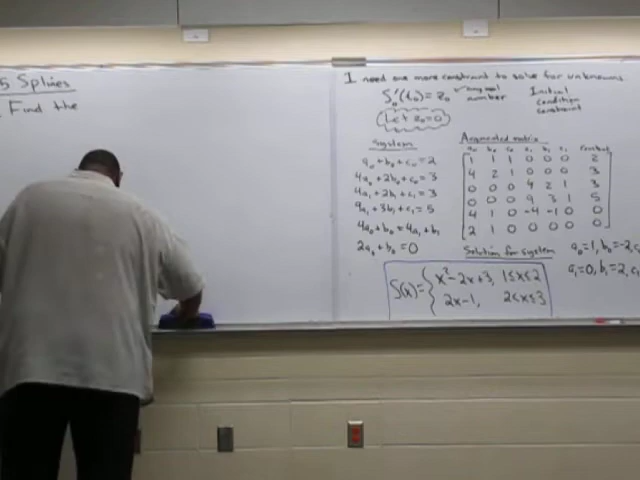 5 Splines
Find the
I need one more constraint to solve for unknowns
S₀'(t₀) = z₀ ← any real number
Initial condition constraint
(Let z₀=0)
System
a₀+b₀+c₀=2
4a₀+2b₀+c₀=3
4a₁+2b₁+c₁=3
9a₁+3b₁+c₁=5
4a₀+b₀=4a₁+b₁
2a₀+b₀=0
Augmented matrix
a₀ b₀ c₀ a₁ b₁ c₁ constant
1 1 1 0 0 0 2
4 2 1 0 0 0 3
0 0 0 4 2 1 3
0 0 0 9 3 1 5
4 1 0 -4 -1 0 0
2 1 0 0 0 0 0
Solution for system
a₀=1, b₀=-2, c
a₁=0, b₁=2, c₁
S(x)= { x²-2x+3, 1≤x≤2
2x-1, 2<x≤3